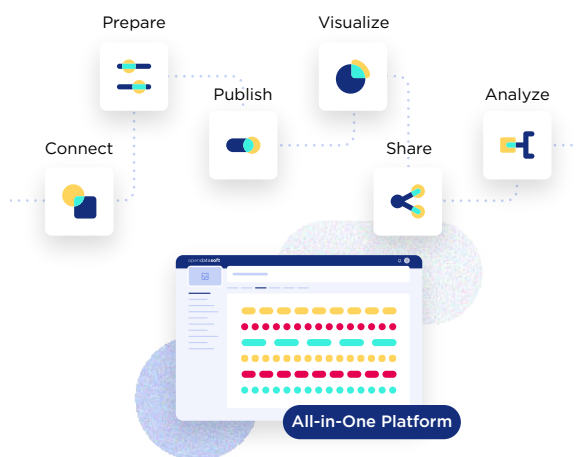 Prepare
Visualize
Publish
Analyze
Connect
Share
opendatasoft
All-in-One Platform